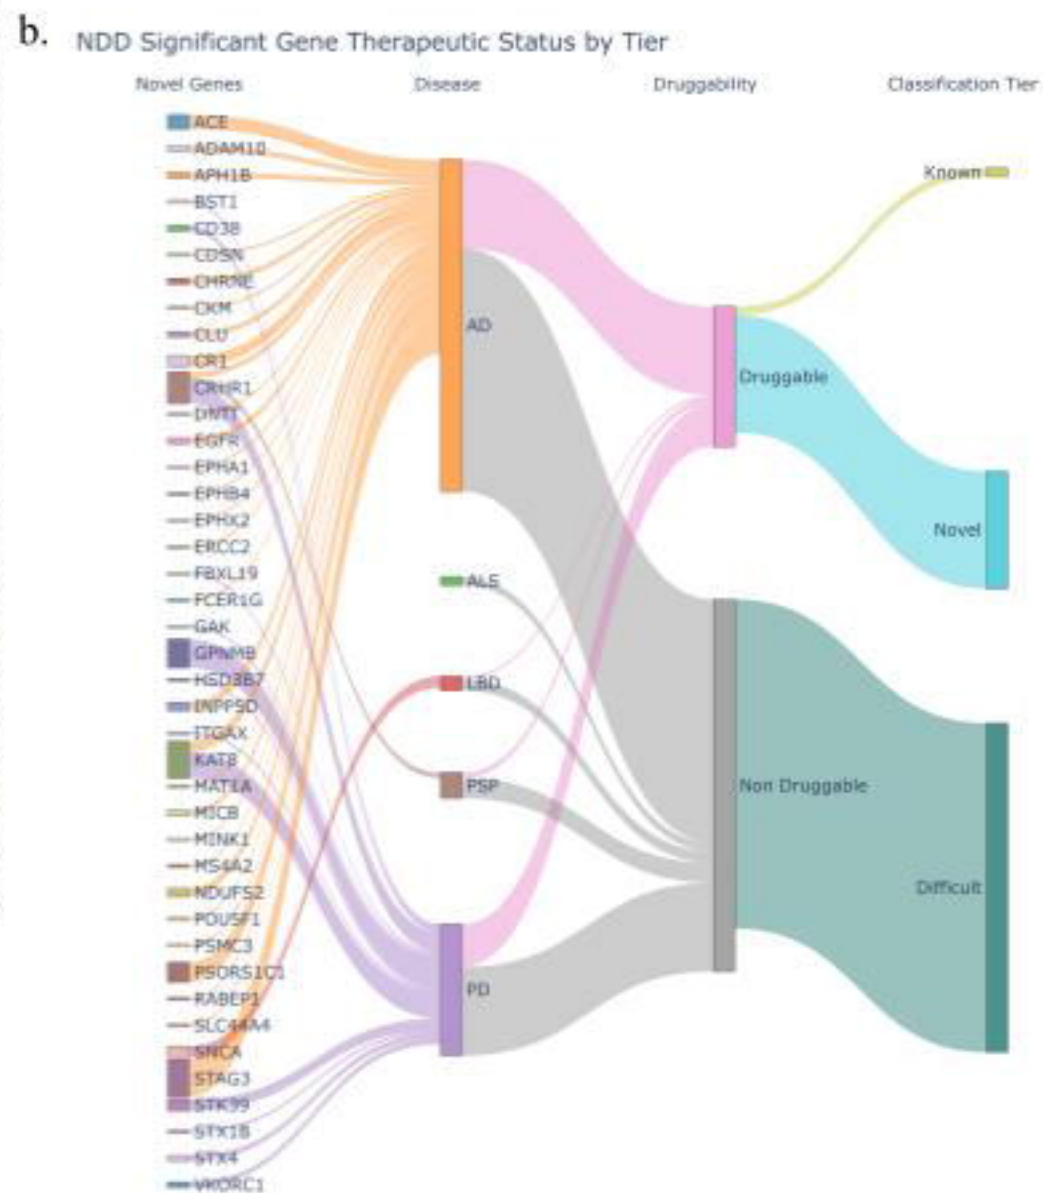 b.
NDD Significant Gene Therapeutic Status by Tier
Novel Genes Disease Druggability Classification Tier
ACE
ADAM10
APH1B
BST1
CD38
CDSN
CHRNE
CKM
CLU
CR1
CRHR1
EGFR
EPHA1
EPHB4
EPHX2
ERCC2
FBXL19
FCER1G
GAK
GPNMB
HSD3B7
INPP5D
ITGAX
KAT8
MAT1A
MICB
MINK1
MS4A2
NDUFS2
POU5F1
PSMC3
PSORS1C1
RABEP1
SLC44A4
SNCA
STAG3
STK39
STX1B
STX4
VKORC1
AD
ALS
LBD
PSP
PD
Druggable
Non Druggable
Known
Novel
Difficult